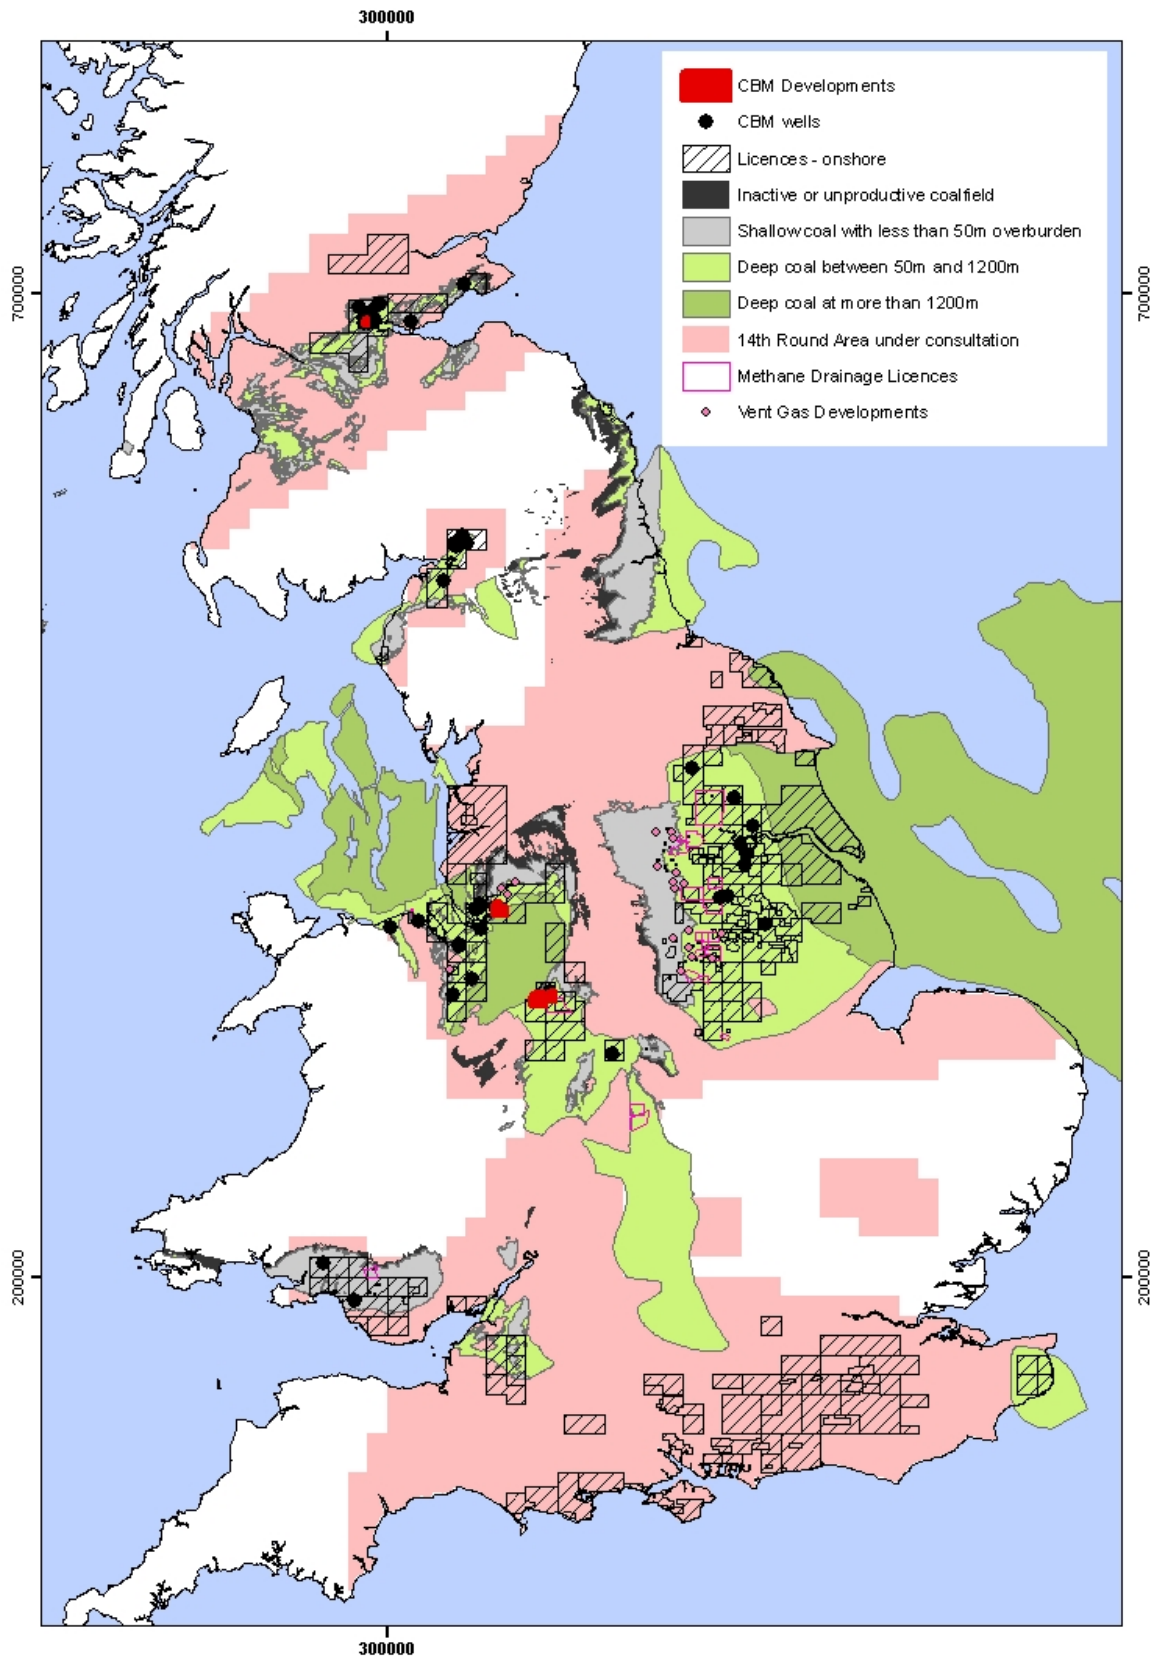 300000
CBM Developments
CBM wells
Licences - onshore
Inactive or unproductive coalfield
Shallow coal with less than 50m overburden
Deep coal between 50m and 1200m
Deep coal at more than 1200m
14th Round Area under consultation
Methane Drainage Licences
Vent Gas Developments
700000
700000
200000
200000
300000